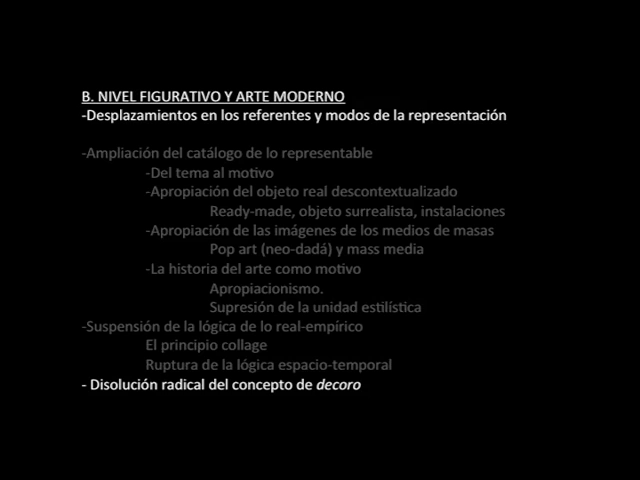 B. NIVEL FIGURATIVO Y ARTE MODERNO
-Desplazamientos en los referentes y modos de la representación
-Ampliación del catálogo de lo representable
-Del tema al motivo
-Apropiación del objeto real descontextualizado
Ready-made, objeto surrealista, instalaciones
-Apropiación de las imágenes de los medios de masas
Pop art (neo-dadá) y mass media
-La historia del arte como motivo
Apropiacionismo.
Supresión de la unidad estilística
-Suspensión de la lógica de lo real-empírico
El principio collage
Ruptura de la lógica espacio-temporal
- Disolución radical del concepto de decoro